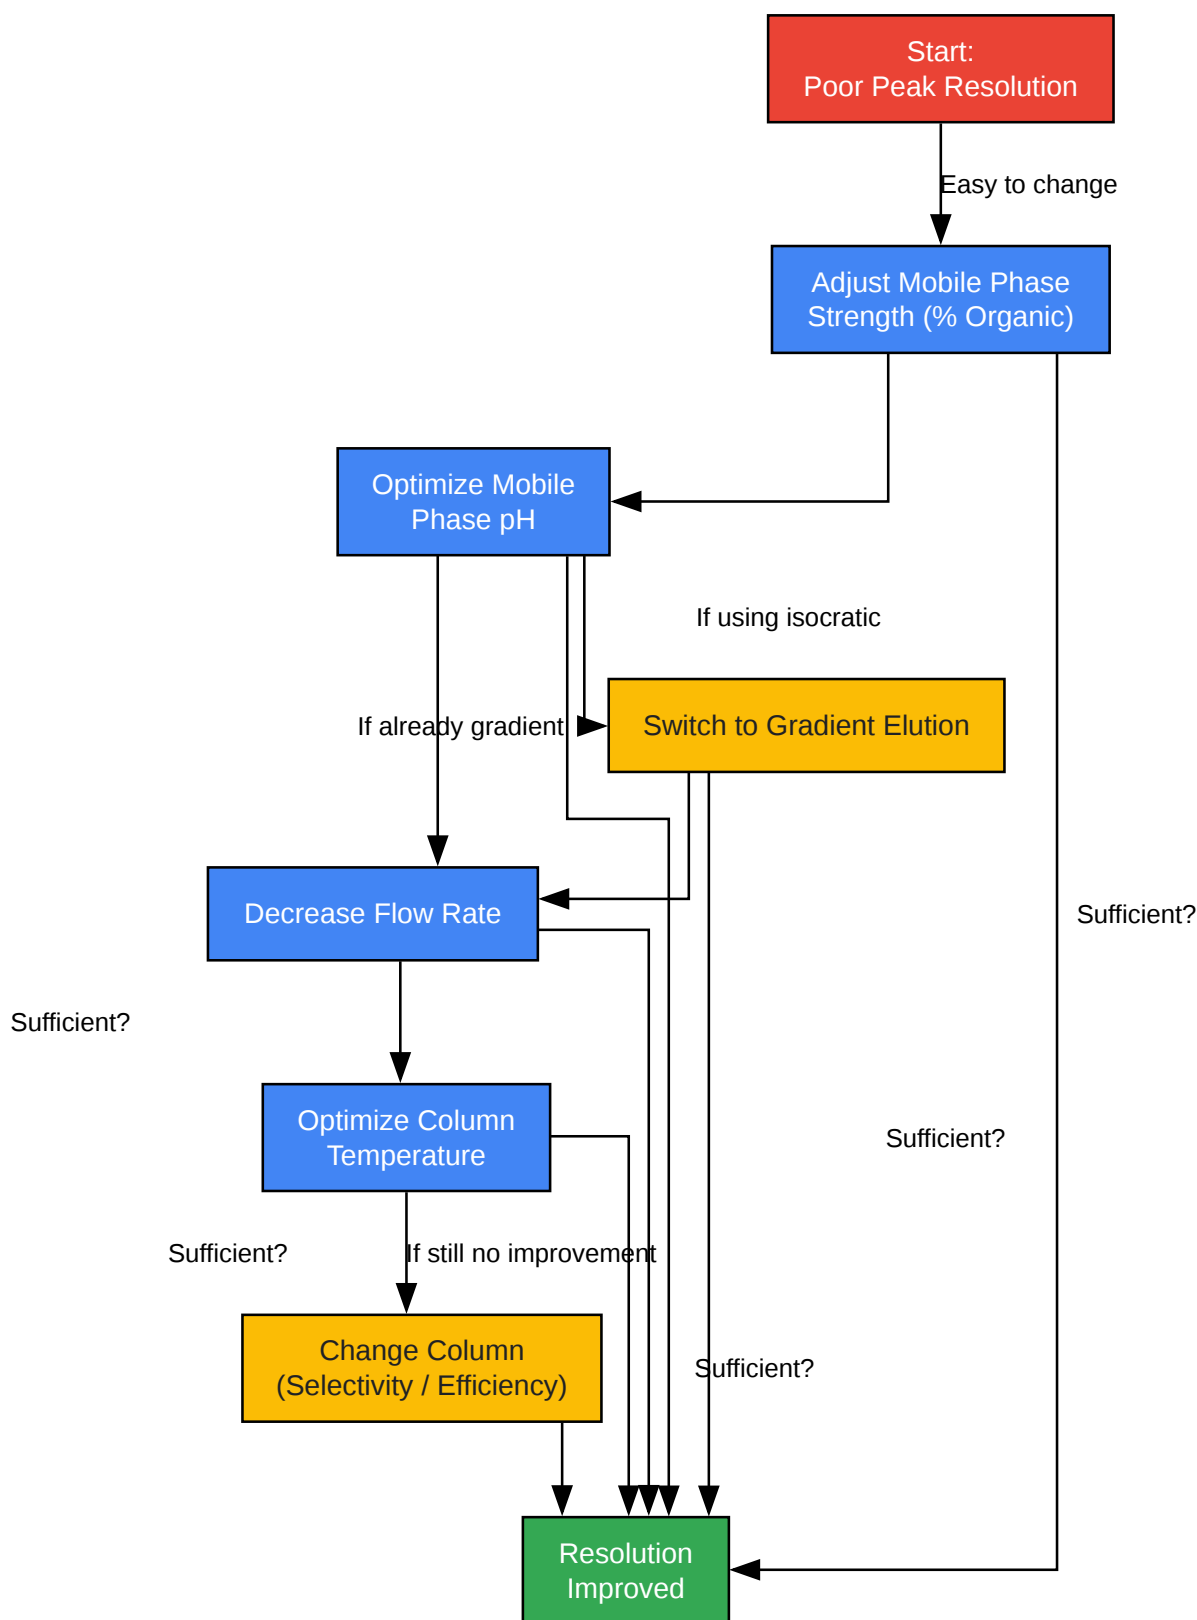 Start:
Poor Peak Resolution
Easy to change
Adjust Mobile Phase
Strength (% Organic)
Optimize Mobile
Phase pH
If using isocratic
If already gradient
Switch to Gradient Elution
Decrease Flow Rate
Sufficient?
Sufficient?
Optimize Column
Temperature
Sufficient?
Sufficient?
If still no improvement
Change Column
(Selectivity / Efficiency)
Sufficient?
Resolution
Improved